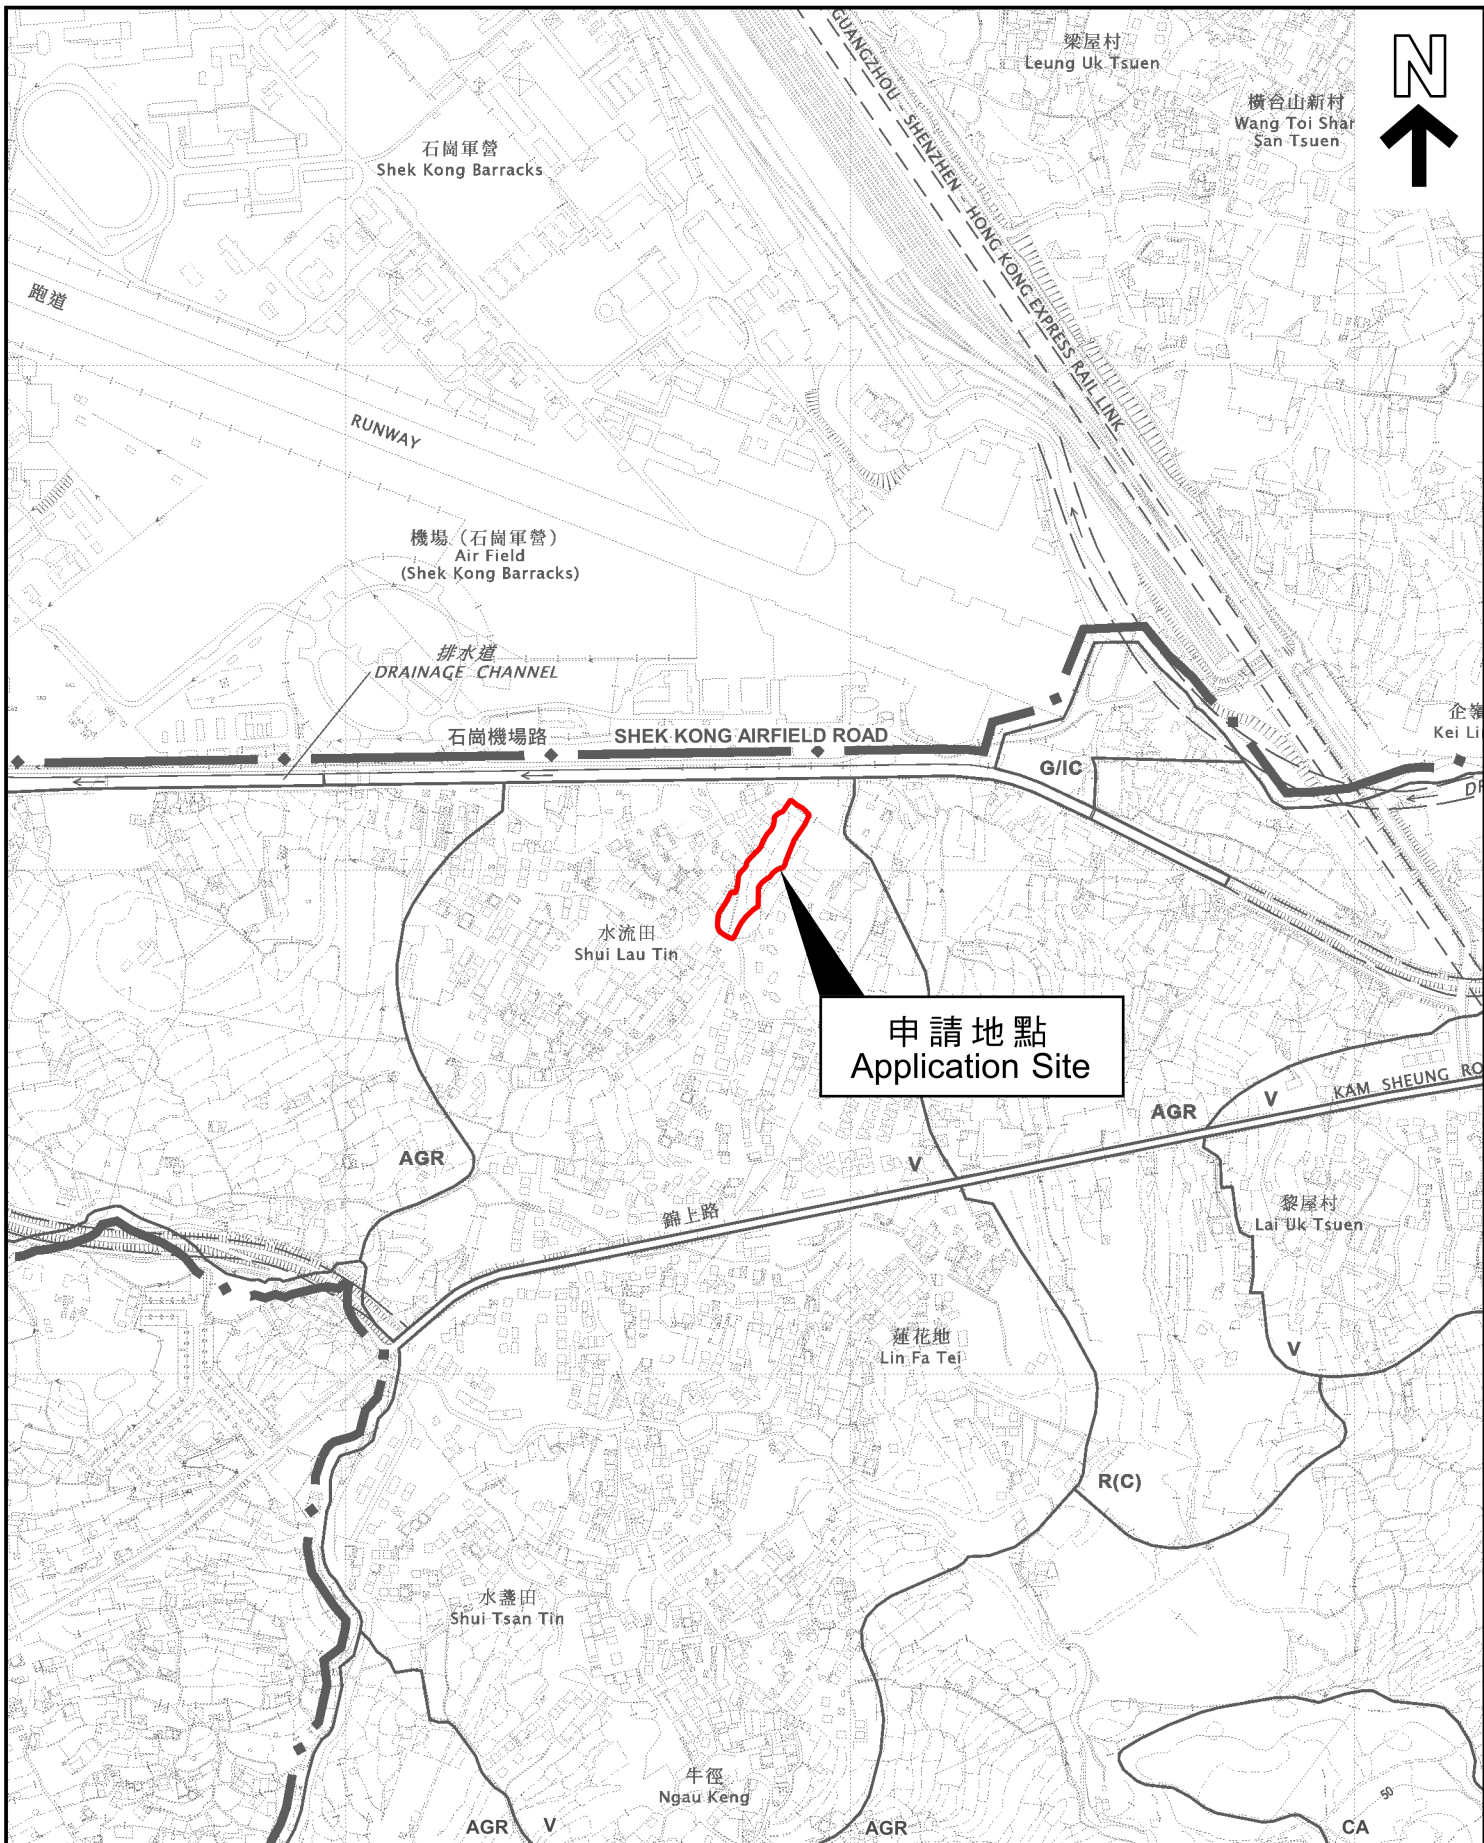 梁屋村
Leung Uk Tsuen
N
橫台山新村
Wang Toi Shan
San Tsuen
石崗軍營
Shek Kong Barracks
GUANGZHOU - SHENZHEN - HONG KONG EXPRESS RAIL LINK
跑道
RUNWAY
機場（石崗軍營）
Air Field
(Shek Kong Barracks)
排水道
DRAINAGE CHANNEL
企嶺
Kei Li
石崗機場路
SHEK KONG AIRFIELD ROAD
G/IC
DR
水流田
Shui Lau Tin
申請地點
Application Site
KAM SHEUNG RO
V
AGR
AGR
V
錦上路
黎屋村
Lai Uk Tsuen
蓮花地
Lin Fa Tei
V
R(C)
水盞田
Shui Tsan Tin
牛徑
Ngau Keng
50
AGR
V
AGR
CA